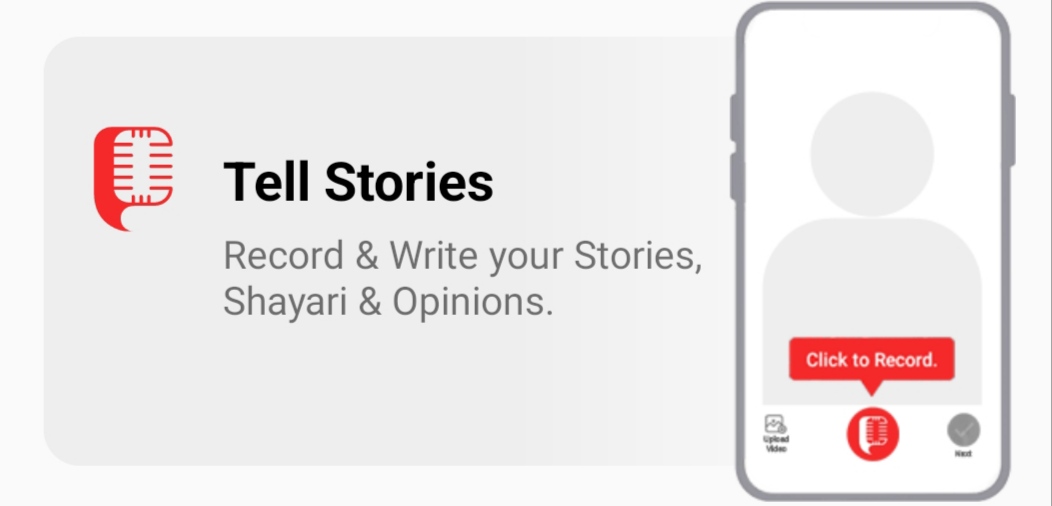 Tell Stories
Record & Write your Stories,
Shayari & Opinions.
Click to Record.
Upload
Video
Next